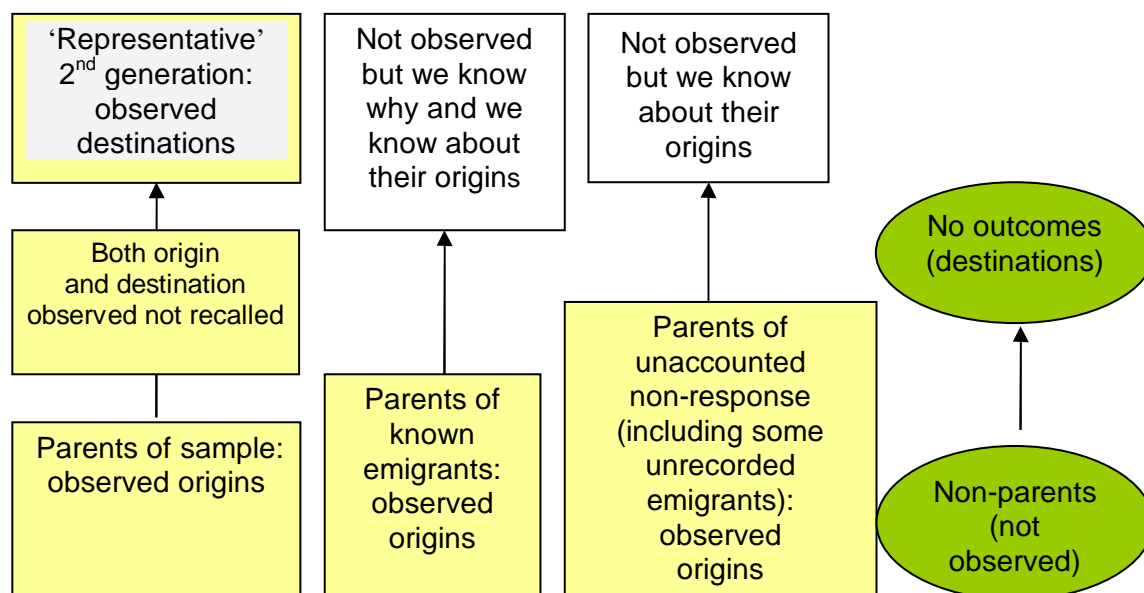 ‘Representative’
2nd generation:
observed
destinations
Not observed
but we know
why and we
know about
their origins
Not observed
but we know
about their
origins
No outcomes
(destinations)
Both origin
and destination
observed not recalled
Parents of sample:
observed origins
Parents of
known
emigrants:
observed
origins
Parents of
unaccounted
non-response
(including some
unrecorded
emigrants):
observed
origins
Non-parents
(not
observed)